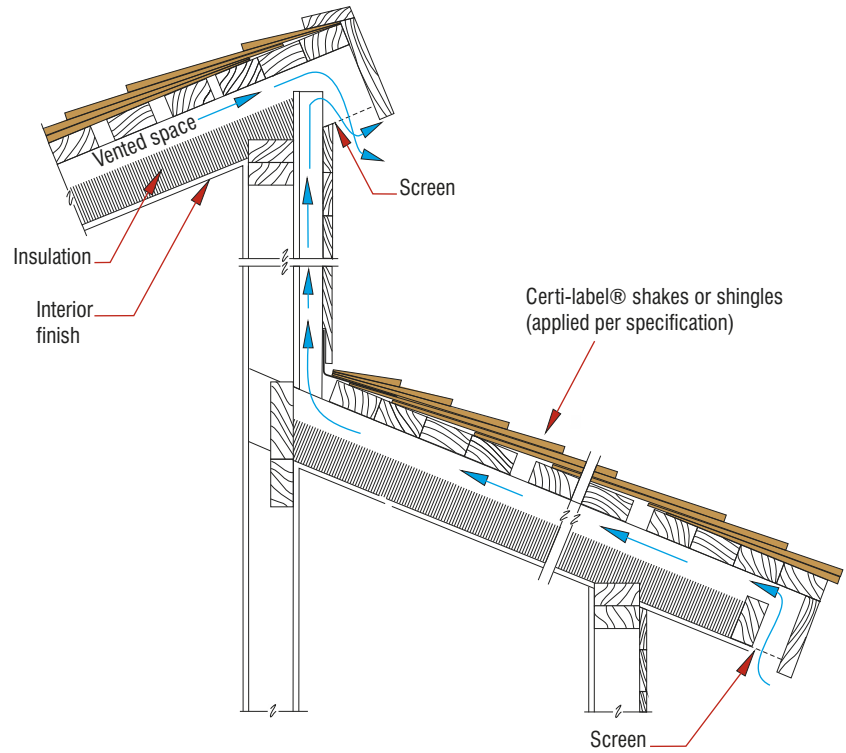 Vented space
Screen
Insulation
Interior
finish
Certi-label® shakes or shingles
(applied per specification)
Screen